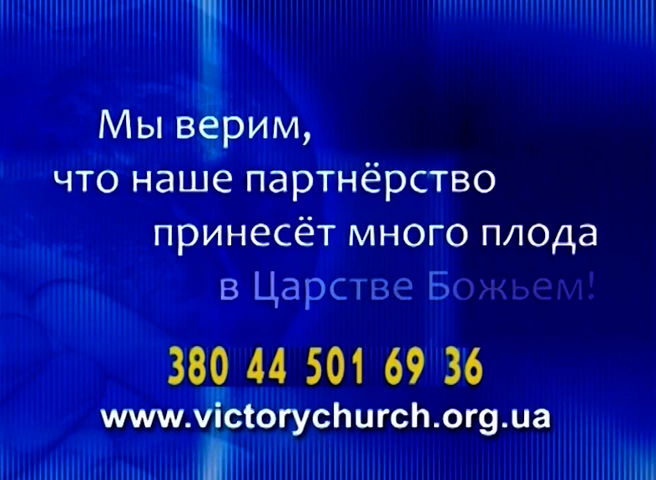 Мы верим,
что наше партнёрство
принесёт много плода
в Царстве Божьем!
380 44 501 69 36
www.victorychurch.org.ua